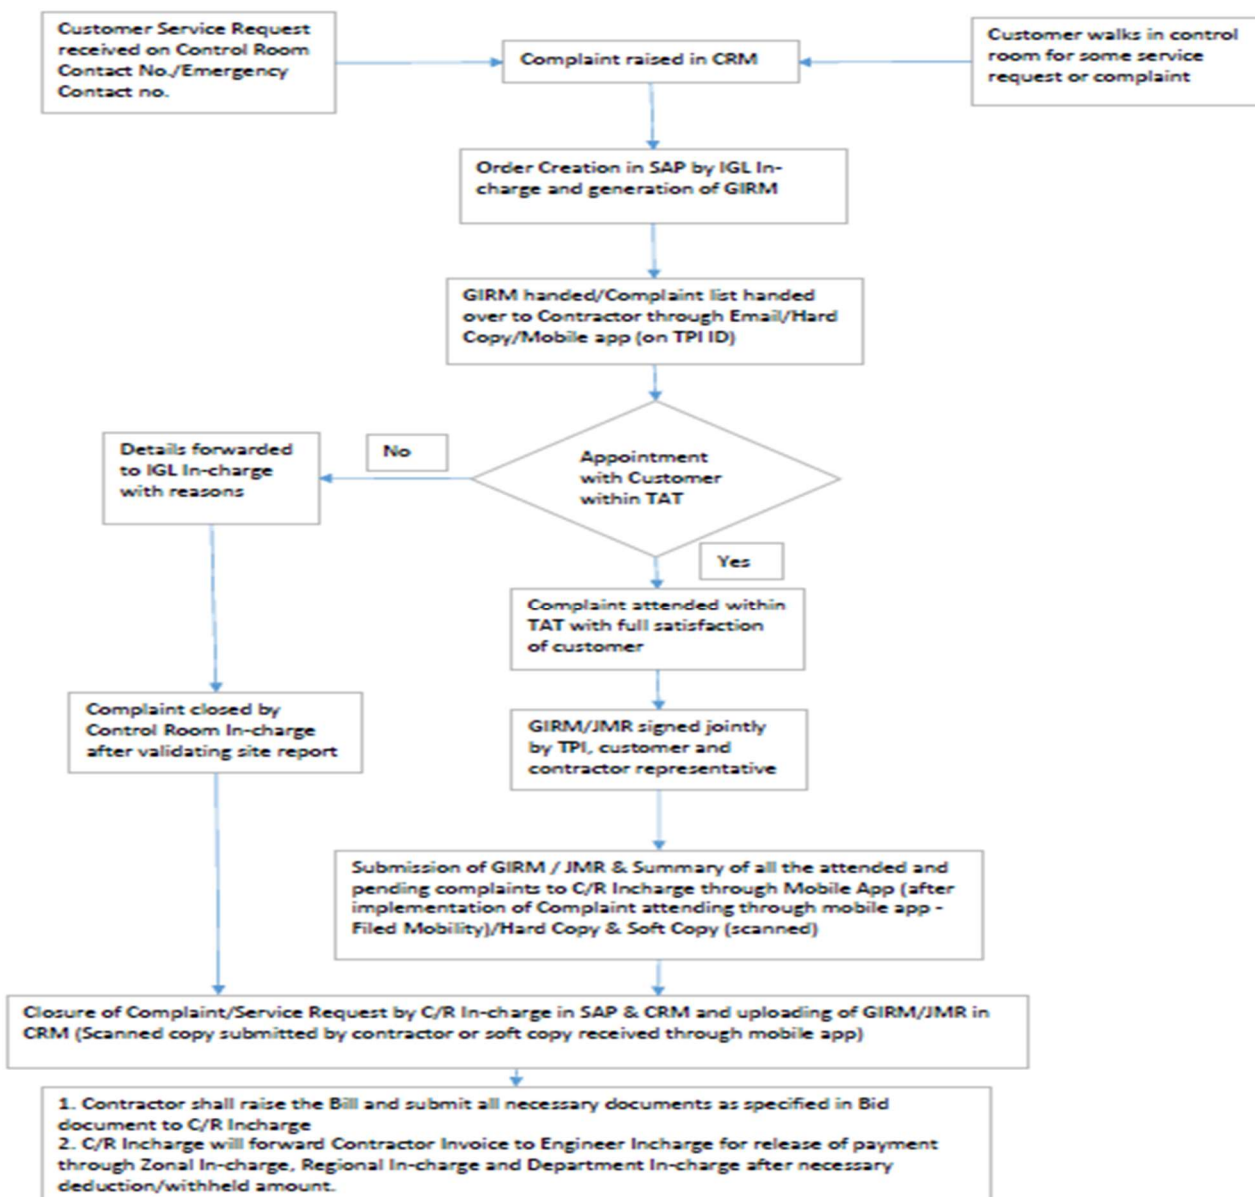 Customer Service Request
received on Control Room
Contact No./Emergency
Contact no.
Complaint raised in CRM
Customer walks in control
room for some service
request or complaint
Order Creation in SAP by IGL In-
charge and generation of GIRM
GIRM handed/Complaint list handed
over to Contractor through Email/Hard
Copy/Mobile app (on TPI ID)
Appointment
with Customer
within TAT
No
Details forwarded
to IGL In-charge
with reasons
Yes
Complaint attended within
TAT with full satisfaction
of customer
Complaint closed by
Control Room In-charge
after validating site report
GIRM/JMR signed jointly
by TPI, customer and
contractor representative
Submission of GIRM / JMR & Summary of all the attended and
pending complaints to C/R Incharge through Mobile App (after
implementation of Complaint attending through mobile app -
Filed Mobility)/Hard Copy & Soft Copy (scanned)
Closure of Complaint/Service Request by C/R In-charge in SAP & CRM and uploading of GIRM/JMR in
CRM (Scanned copy submitted by contractor or soft copy received through mobile app)
1. Contractor shall raise the Bill and submit all necessary documents as specified in Bid
document to C/R Incharge
2. C/R Incharge will forward Contractor Invoice to Engineer Incharge for release of payment
through Zonal In-charge, Regional In-charge and Department In-charge after necessary
deduction/withheld amount.